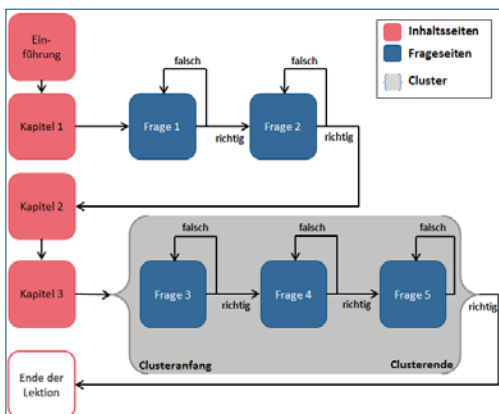 Ein-
führung
Inhaltsseiten
Frageseiten
Cluster
falsch
falsch
Kapitel 1
Frage 1
richtig
Frage 2
richtig
Kapitel 2
falsch
falsch
falsch
Kapitel 3
Frage 3
richtig
Frage 4
richtig
Frage 5
richtig
Clusteranfang
Clusterende
Ende der
Lektion